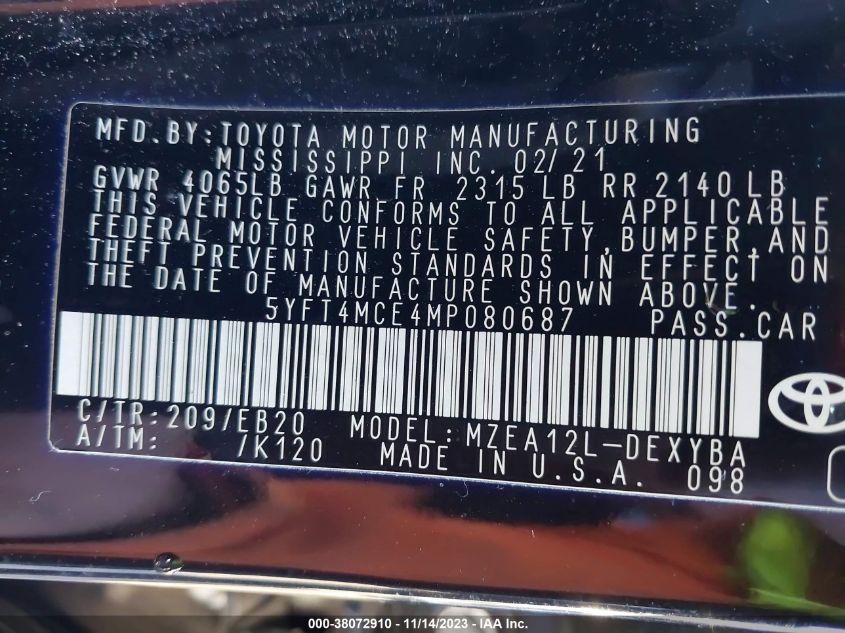 MFD.BY:TOYOTA MOTOR MANUFACTURING
MISSISSIPPI INC. 02/21
GVWR 4065LB GAWR FR 2315 LB RR 2140 LB
THIS VEHICLE CONFORMS TO ALL APPLICABLE
FEDERAL MOTOR VEHICLE SAFETY, BUMPER, AND
THEFT PREVENTION STANDARDS IN EFFECT ON
THE DATE OF MANUFACTURE SHOWN ABOVE.
5YFT4MCE4MP080687 PASS.CAR
C/TR:209/EB20 MODEL:MZEA12L-DEXYBA
A/TM: /K120 MADE IN U.S.A. 098
000-38072910 - 11/14/2023 - IAA Inc.